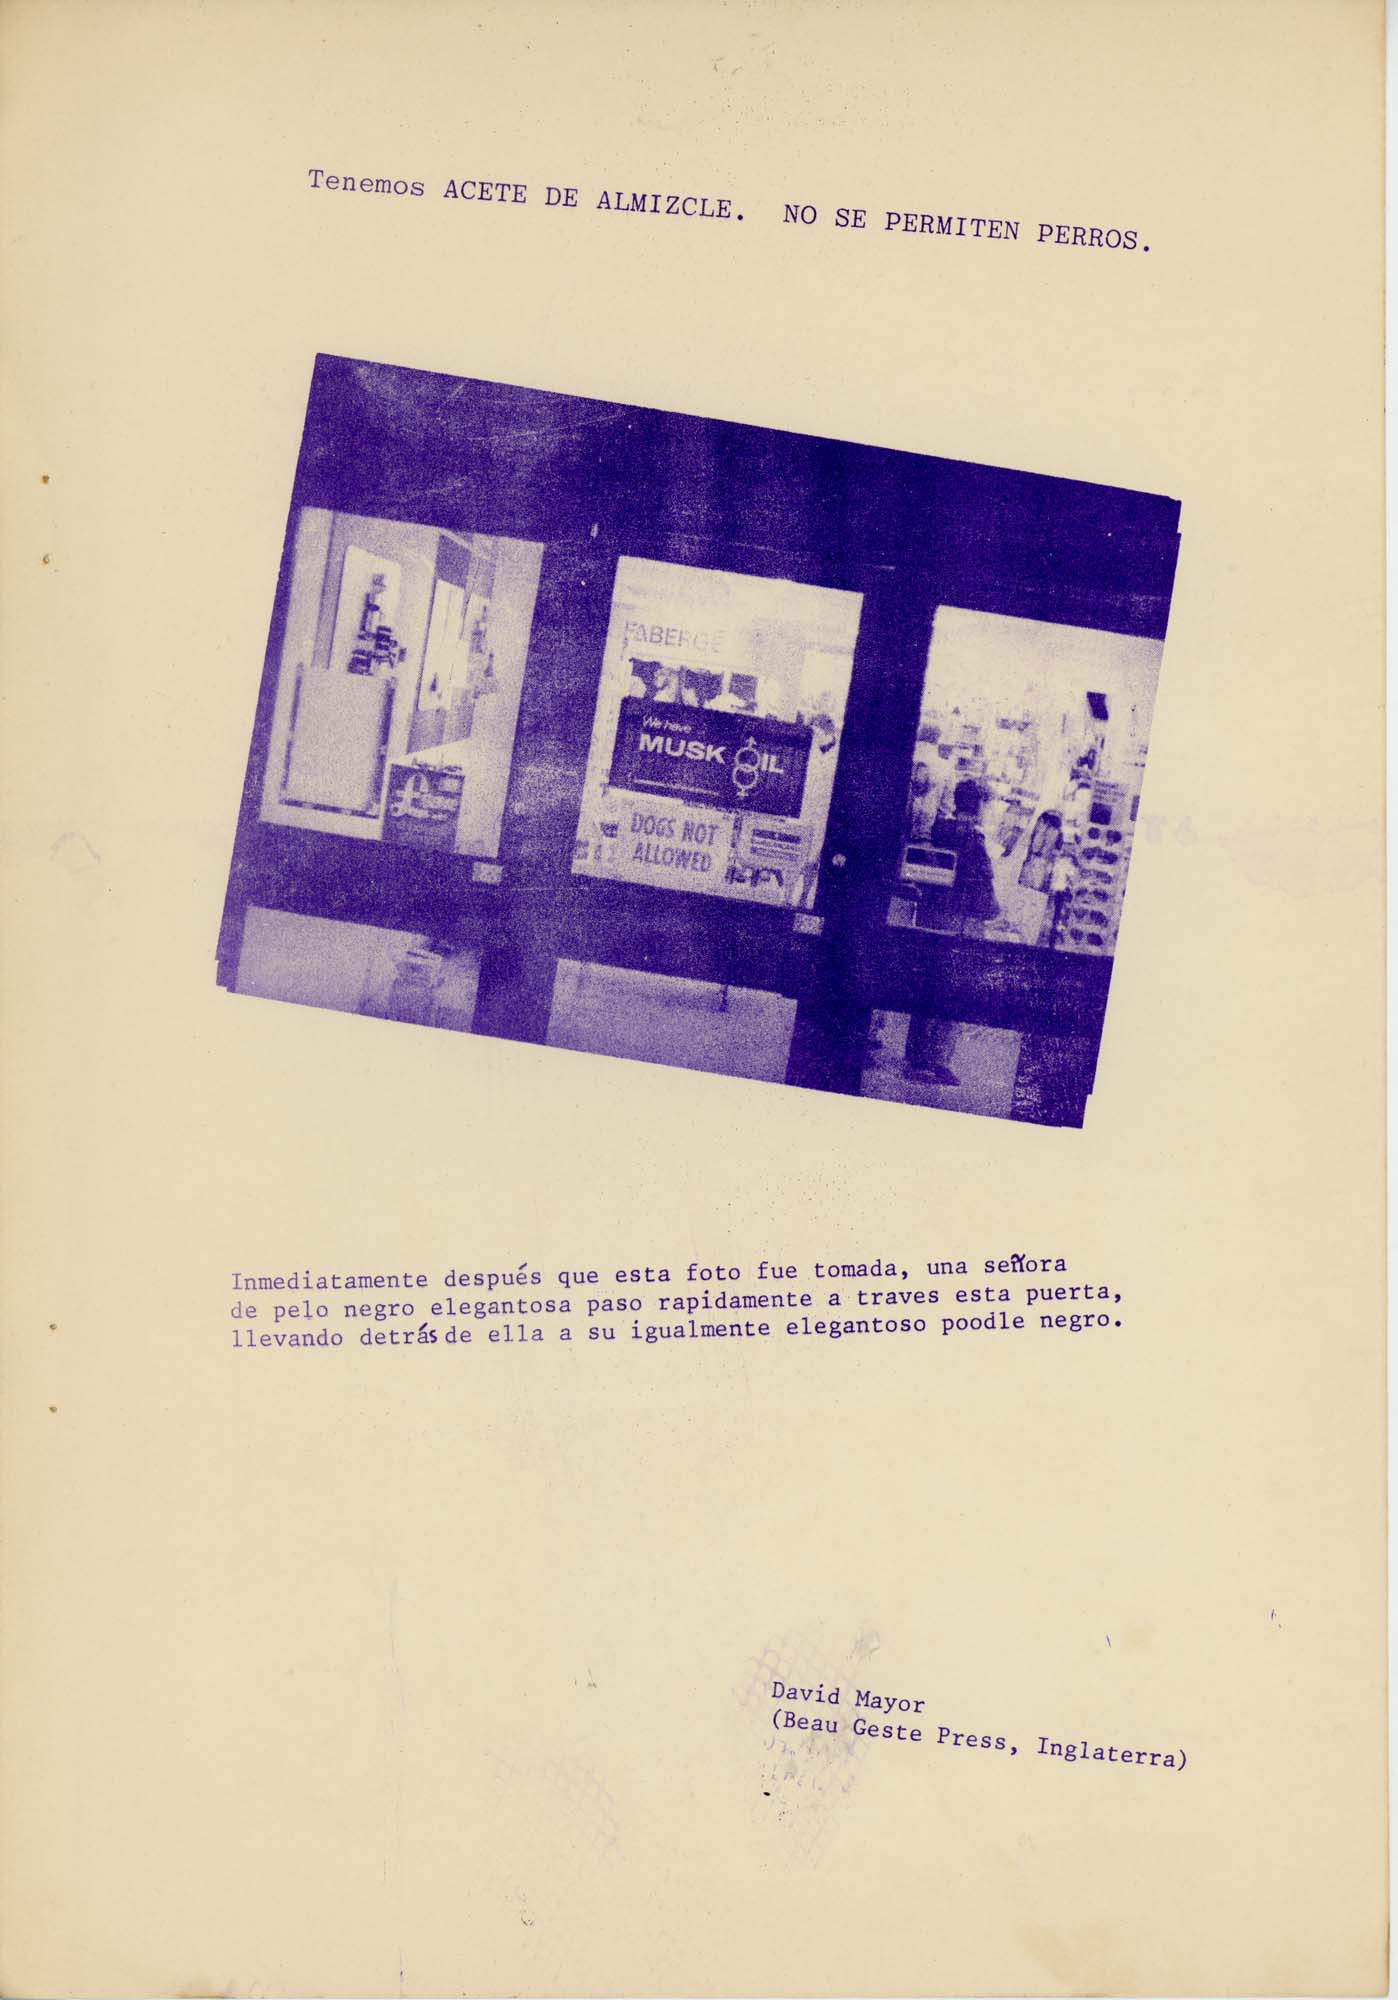 Tenemos ACETE DE ALMIZCLE. NO SE PERMITEN PERROS.
FABERGÉ
We have
MUSK OIL
DOGS NOT
ALLOWED
Inmediatamente después que esta foto fue tomada, una señora
de pelo negro elegantosa paso rapidamente a traves esta puerta,
llevando detrás de ella a su igualmente elegantoso poodle negro.
David Mayor
(Beau Geste Press, Inglaterra)